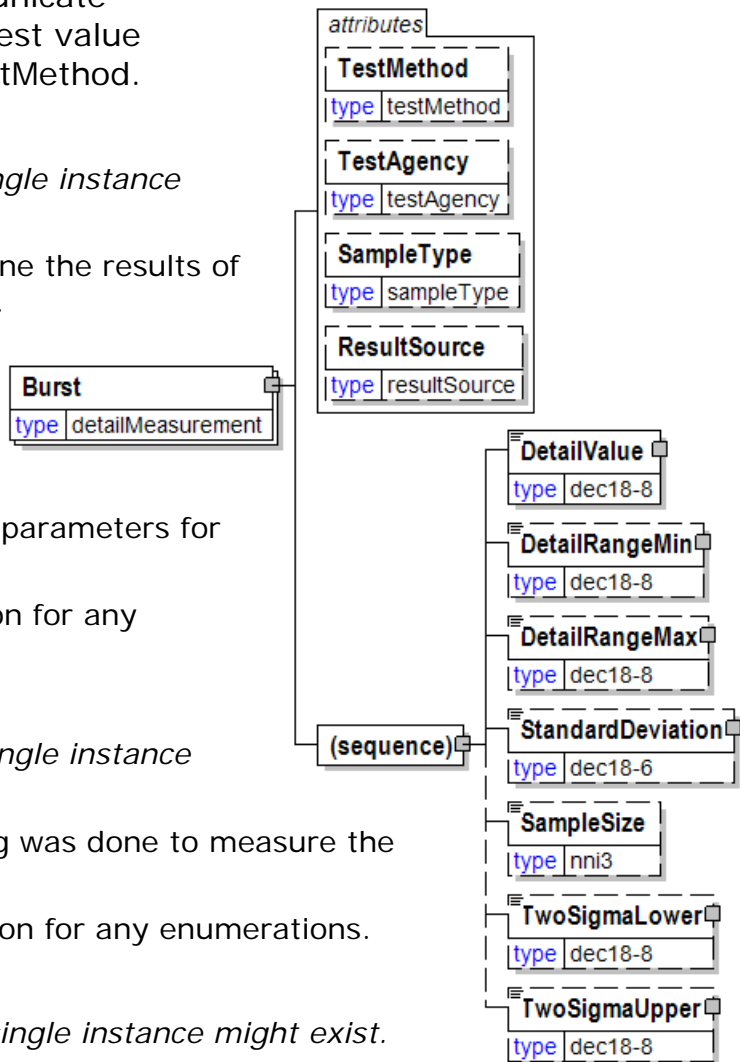 est value
tMethod.
ngle instance
ne the results of
parameters for
on for any
ngle instance
g was done to measure the
on for any enumerations.
single instance might exist.
attributes
TestMethod
type testMethod
TestAgency
type testAgency
SampleType
type sampleType
ResultSource
type resultSource
Burst
type detailMeasurement
(sequence)
DetailValue
type dec18-8
DetailRangeMin
type dec18-8
DetailRangeMax
type dec18-8
StandardDeviation
type dec18-6
SampleSize
type nni3
TwoSigmaLower
type dec18-8
TwoSigmaUpper
type dec18-8